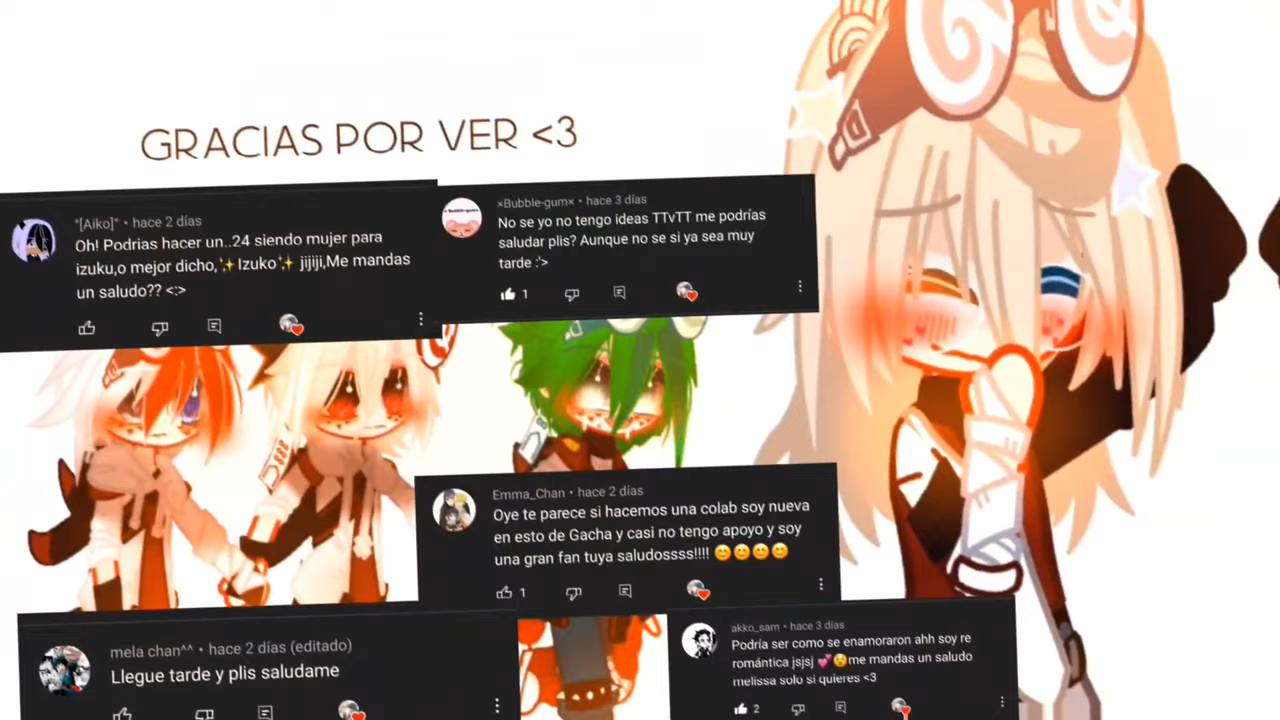 GRACIAS POR VER <3
°[Aiko]° • hace 2 días
Oh! Podrias hacer un..24 siendo mujer para
izuku,o mejor dicho,✨Izuko✨ jijiji,Me mandas
un saludo?? <:>
×Bubble-gum× • hace 3 días
No se yo no tengo ideas TTvTT me podrías
saludar plis? Aunque no se si ya sea muy
tarde :'>
1
Emma_Chan • hace 2 días
Oye te parece si hacemos una colab soy nueva
en esto de Gacha y casi no tengo apoyo y soy
una gran fan tuya saludossss!!!! 😊😊😊😊
1
mela chan^^ • hace 2 días (editado)
Llegue tarde y plis saludame
akko_sam • hace 3 días
Podría ser como se enamoraron ahh soy re
romántica jsjsj 💕😯me mandas un saludo
melissa solo si quieres <3
2